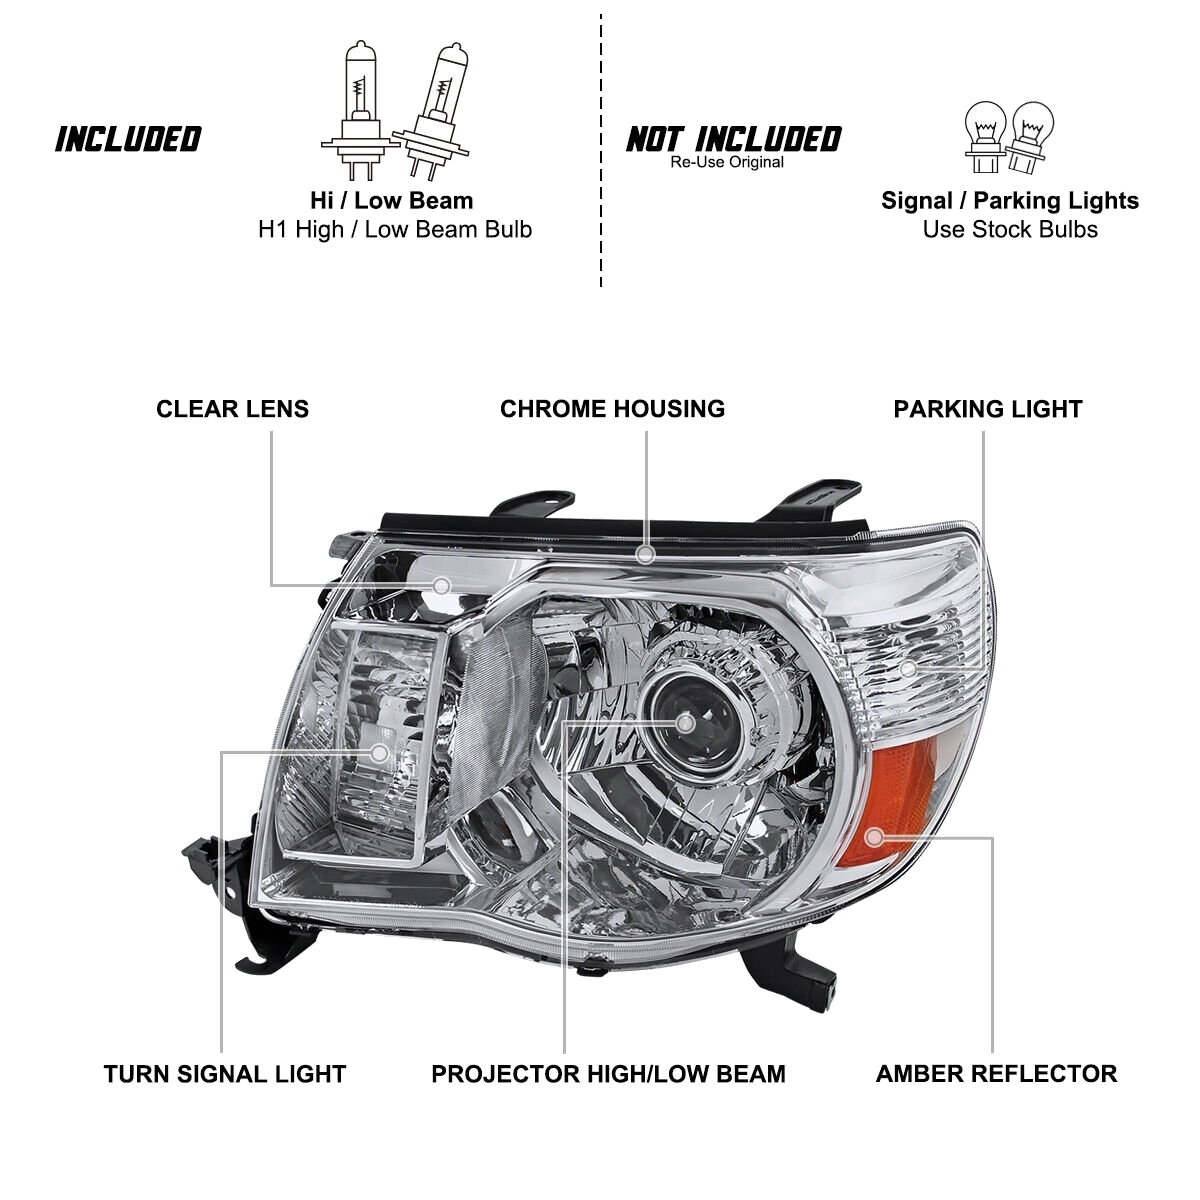 INCLUDED
Hi / Low Beam
H1 High / Low Beam Bulb
NOT INCLUDED
Re-Use Original
Signal / Parking Lights
Use Stock Bulbs
CLEAR LENS
CHROME HOUSING
PARKING LIGHT
TURN SIGNAL LIGHT
PROJECTOR HIGH/LOW BEAM
AMBER REFLECTOR